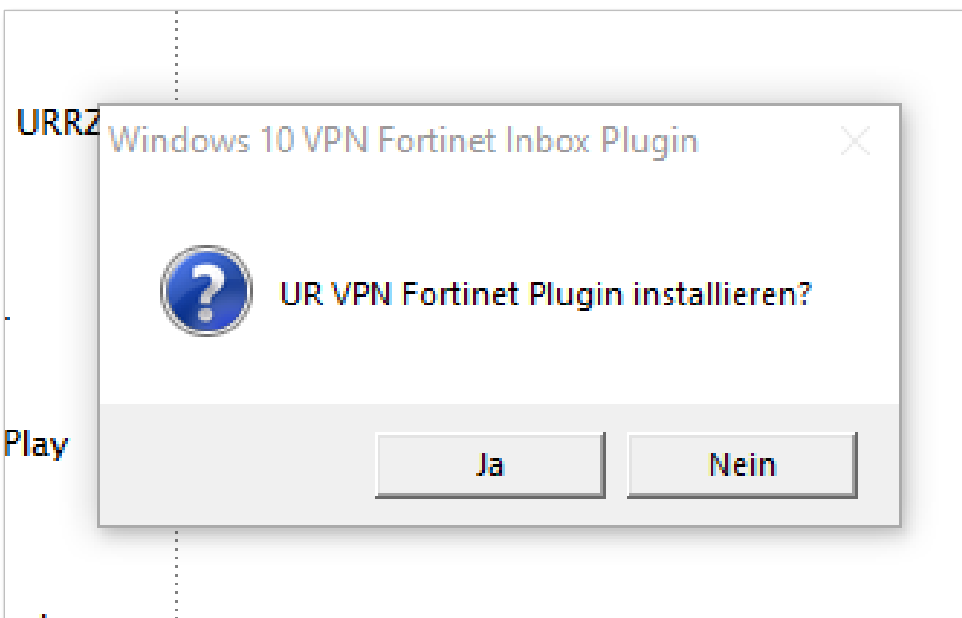 URRZ
Windows 10 VPN Fortinet Inbox Plugin
UR VPN Fortinet Plugin installieren?
Play
Ja
Nein